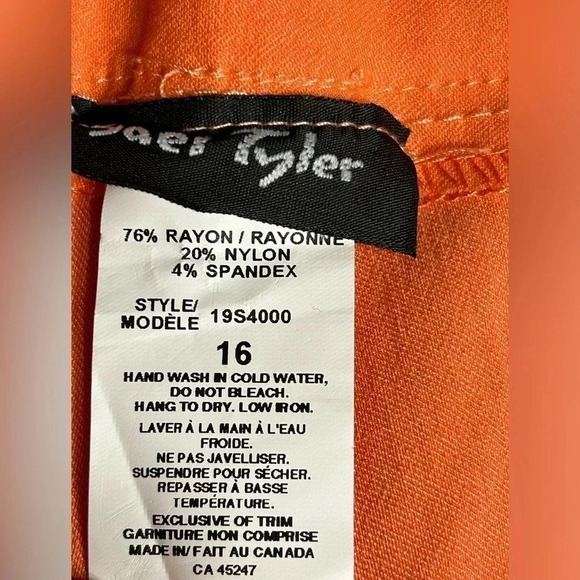 Tyler
76% RAYON / RAYONNE
20% NYLON
4% SPANDEX
STYLE/
MODÈLE 19S4000
16
HAND WASH IN COLD WATER,
DO NOT BLEACH.
HANG TO DRY. LOW IRON.
LAVER À LA MAIN À L'EAU
FROIDE.
NE PAS JAVELLISER.
SUSPENDRE POUR SÉCHER.
REPASSER À BASSE
TEMPÉRATURE.
EXCLUSIVE OF TRIM
GARNITURE NON COMPRISE
MADE IN/ FAIT AU CANADA
CA 45247